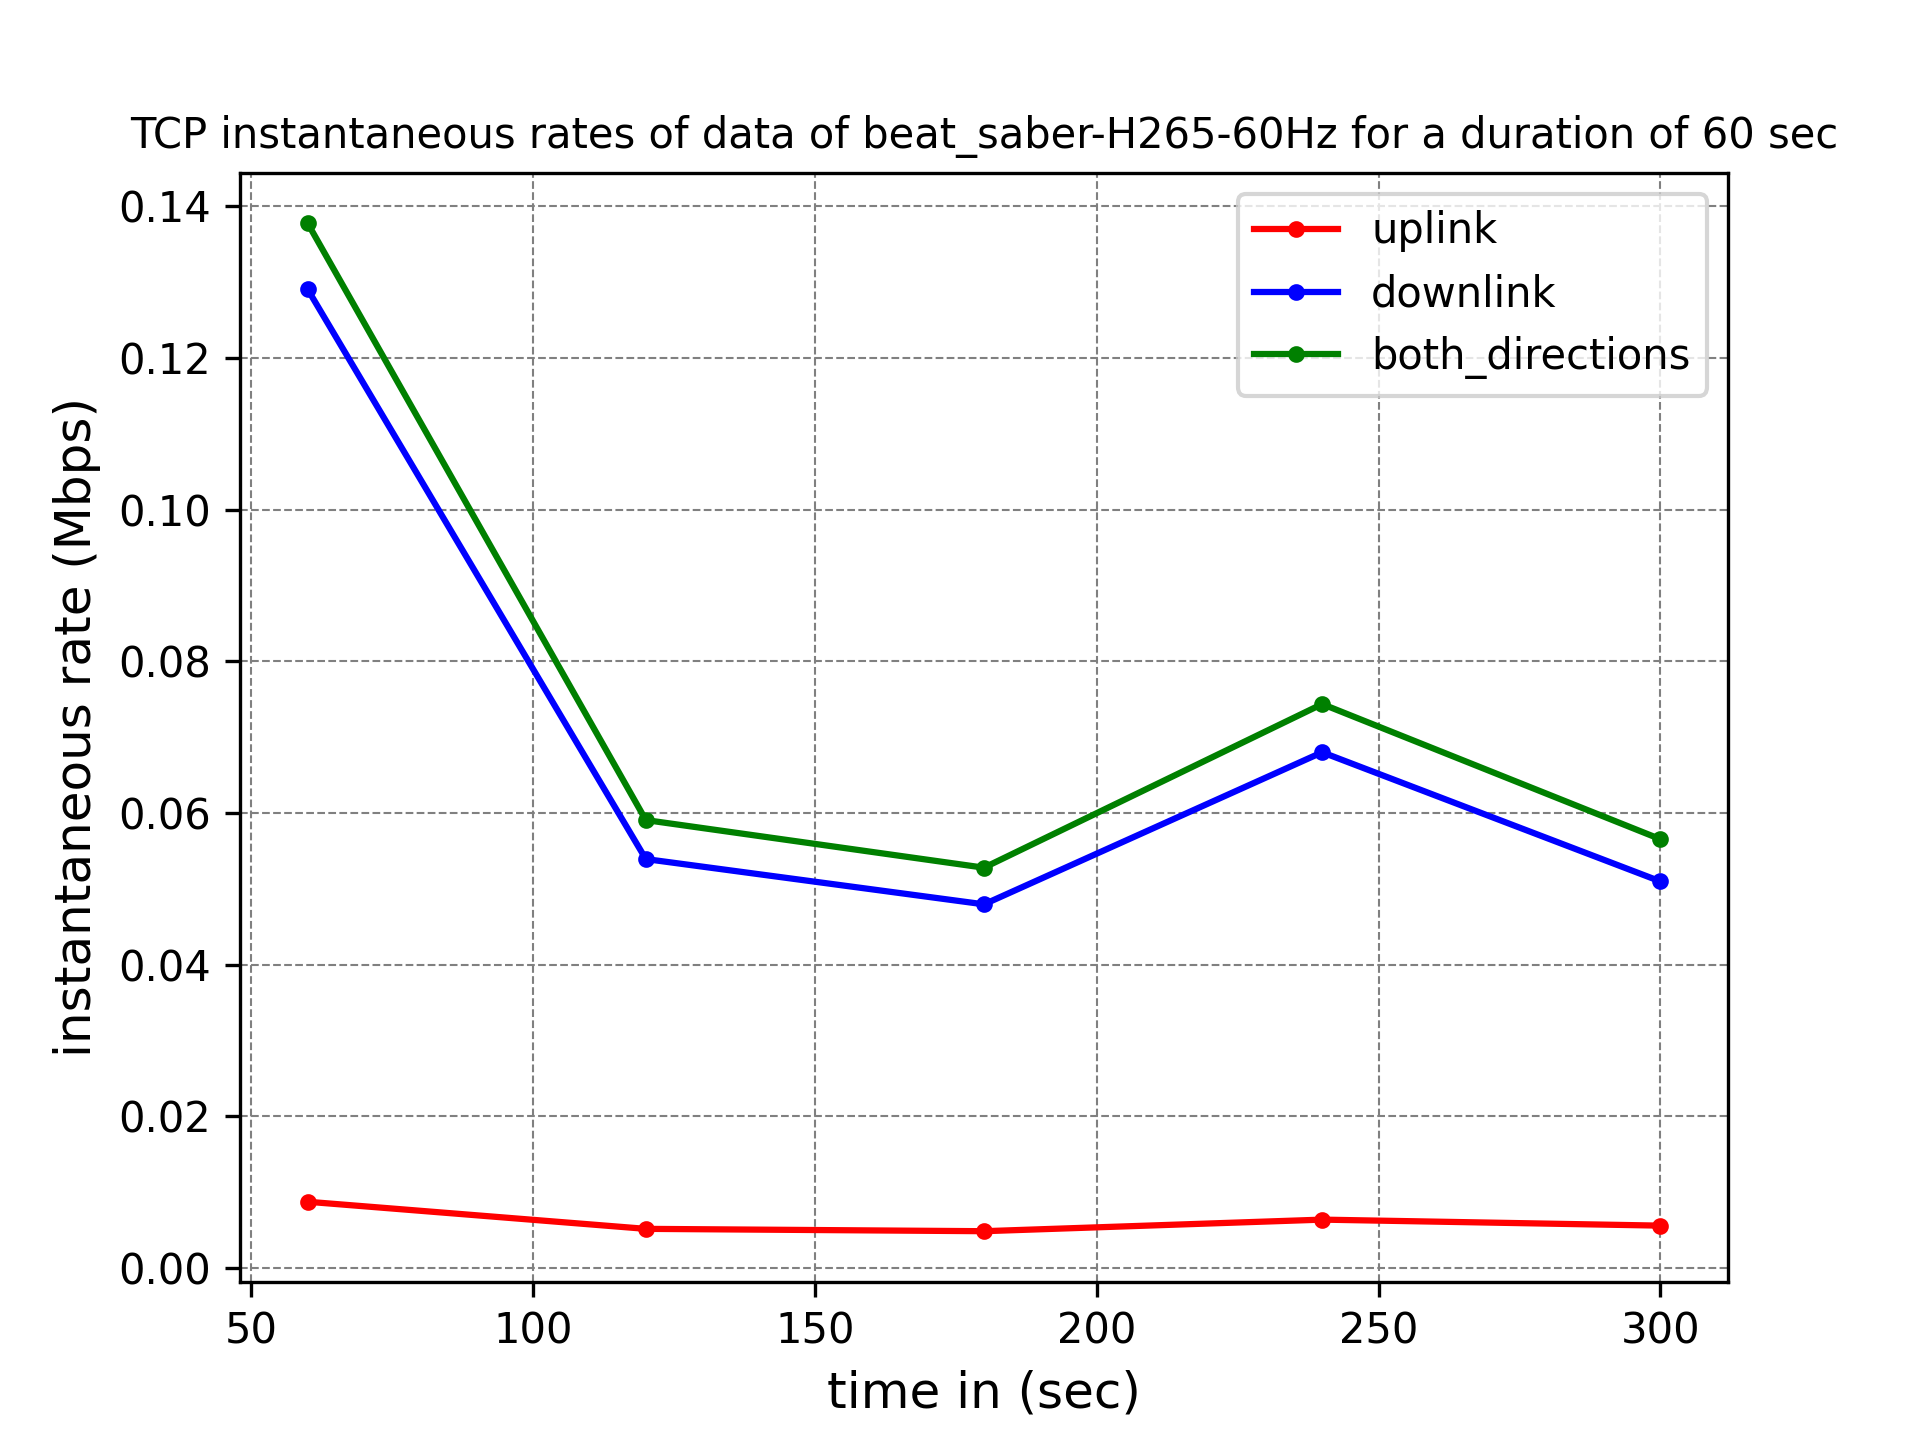 TCP instantaneous rates of data of beat_saber-H265-60Hz for a duration of 60 sec
0.14
0.12
0.10
0.08
0.06
0.04
0.02
0.00
instantaneous rate (Mbps)
uplink
downlink
both_directions
50 100 150 200 250 300
time in (sec)